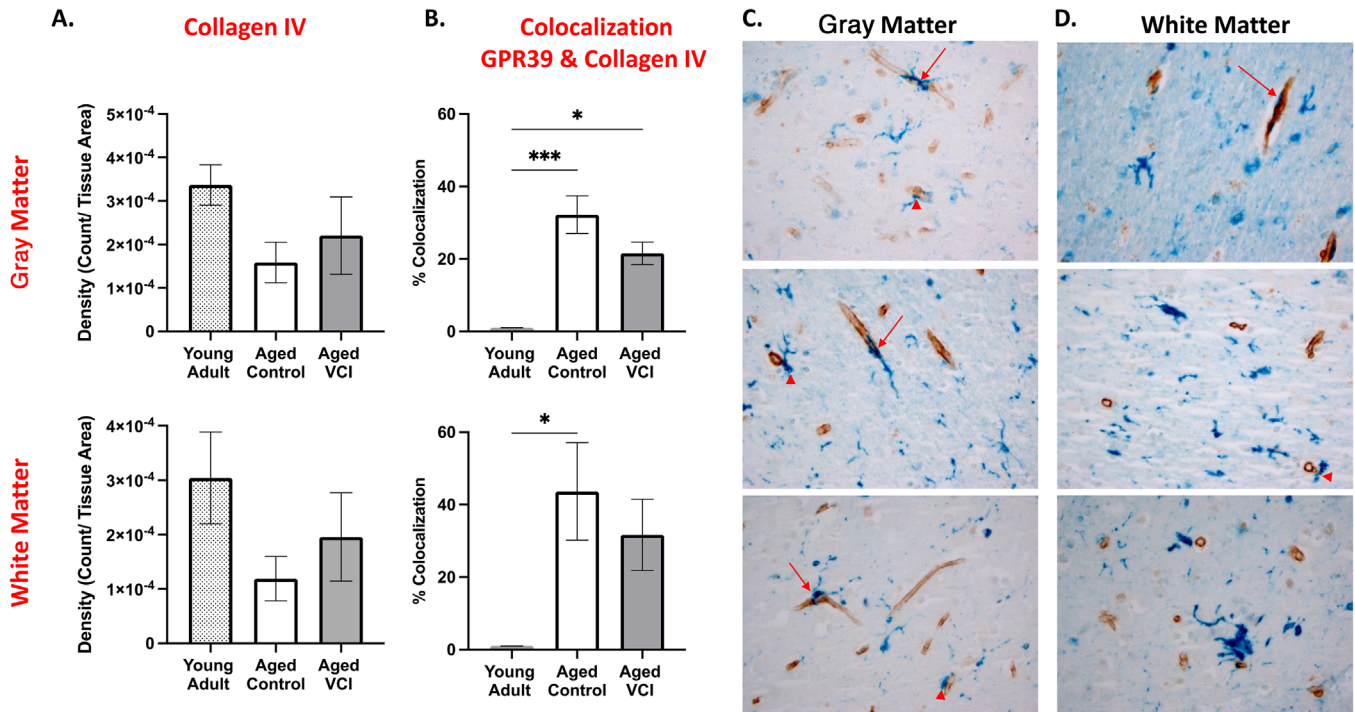 A.
Collagen IV
B.
Colocalization
GPR39 & Collagen IV
C.
Gray Matter
D.
White Matter
Gray Matter
Density (Count/ Tissue Area)
5×10-4
4×10-4
3×10-4
2×10-4
1×10-4
0
Young
Adult
Aged
Control
Aged
VCI
% Colocalization
60
40
20
0
*
***
Young
Adult
Aged
Control
Aged
VCI
White Matter
Density (Count/ Tissue Area)
4×10-4
3×10-4
2×10-4
1×10-4
0
Young
Adult
Aged
Control
Aged
VCI
% Colocalization
60
40
20
0
*
Young
Adult
Aged
Control
Aged
VCI